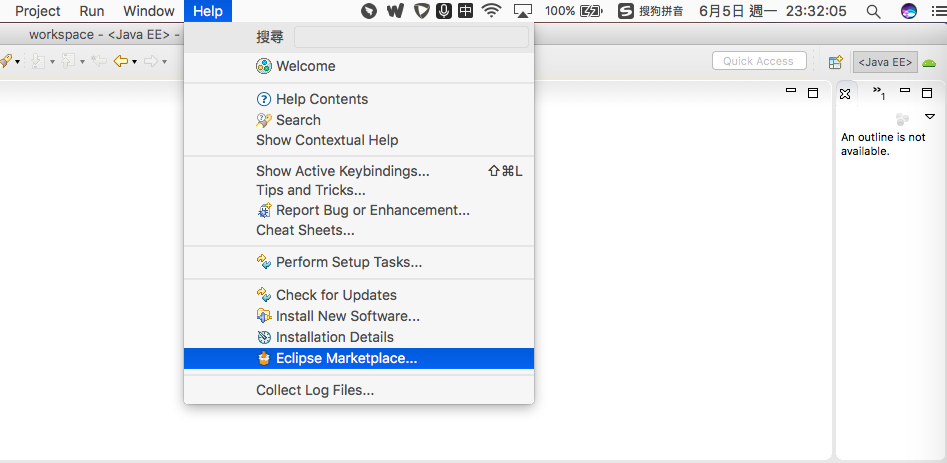 Project Run Window Help 中 100% S 搜狗拼音 6月5日 週一 23:32:05
workspace - <Java EE> -
搜尋
Quick Access <Java EE>
Welcome
Help Contents
Search
Show Contextual Help
Show Active Keybindings... ⇧⌘L
Tips and Tricks...
Report Bug or Enhancement...
Cheat Sheets...
Perform Setup Tasks...
Check for Updates
Install New Software...
Installation Details
Eclipse Marketplace...
Collect Log Files...
»1
An outline is not
available.